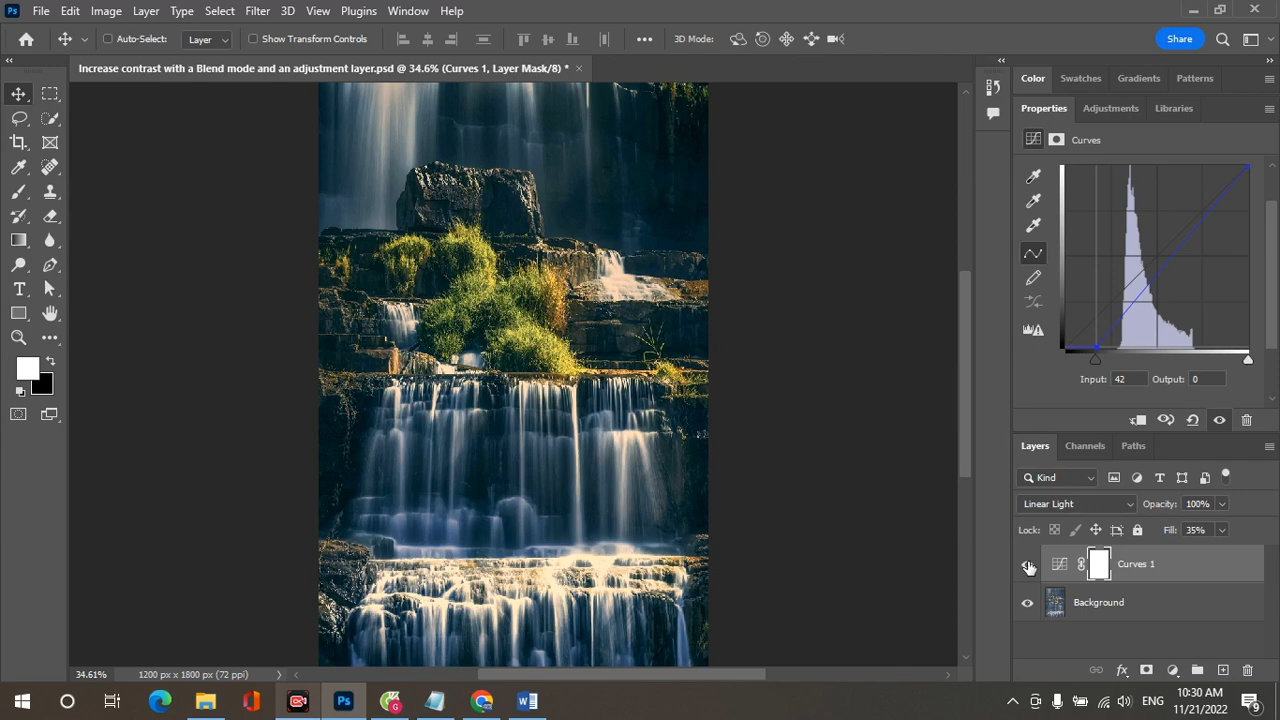 Ps File Edit Image Layer Type Select Filter 3D View Plugins Window Help
Auto-Select: Layer Show Transform Controls 3D Mode: Share
Increase contrast with a Blend mode and an adjustment layer.psd @ 34.6% (Curves 1, Layer Mask/8) *
Color Swatches Gradients Patterns
Properties Adjustments Libraries
Curves
Input: 42 Output: 0
Layers Channels Paths
Kind
Linear Light Opacity: 100%
Lock: Fill: 35%
Curves 1
Background
34.61% 1200 px x 1800 px (72 ppi)
Ps G W ENG 10:30 AM
11/21/2022 9